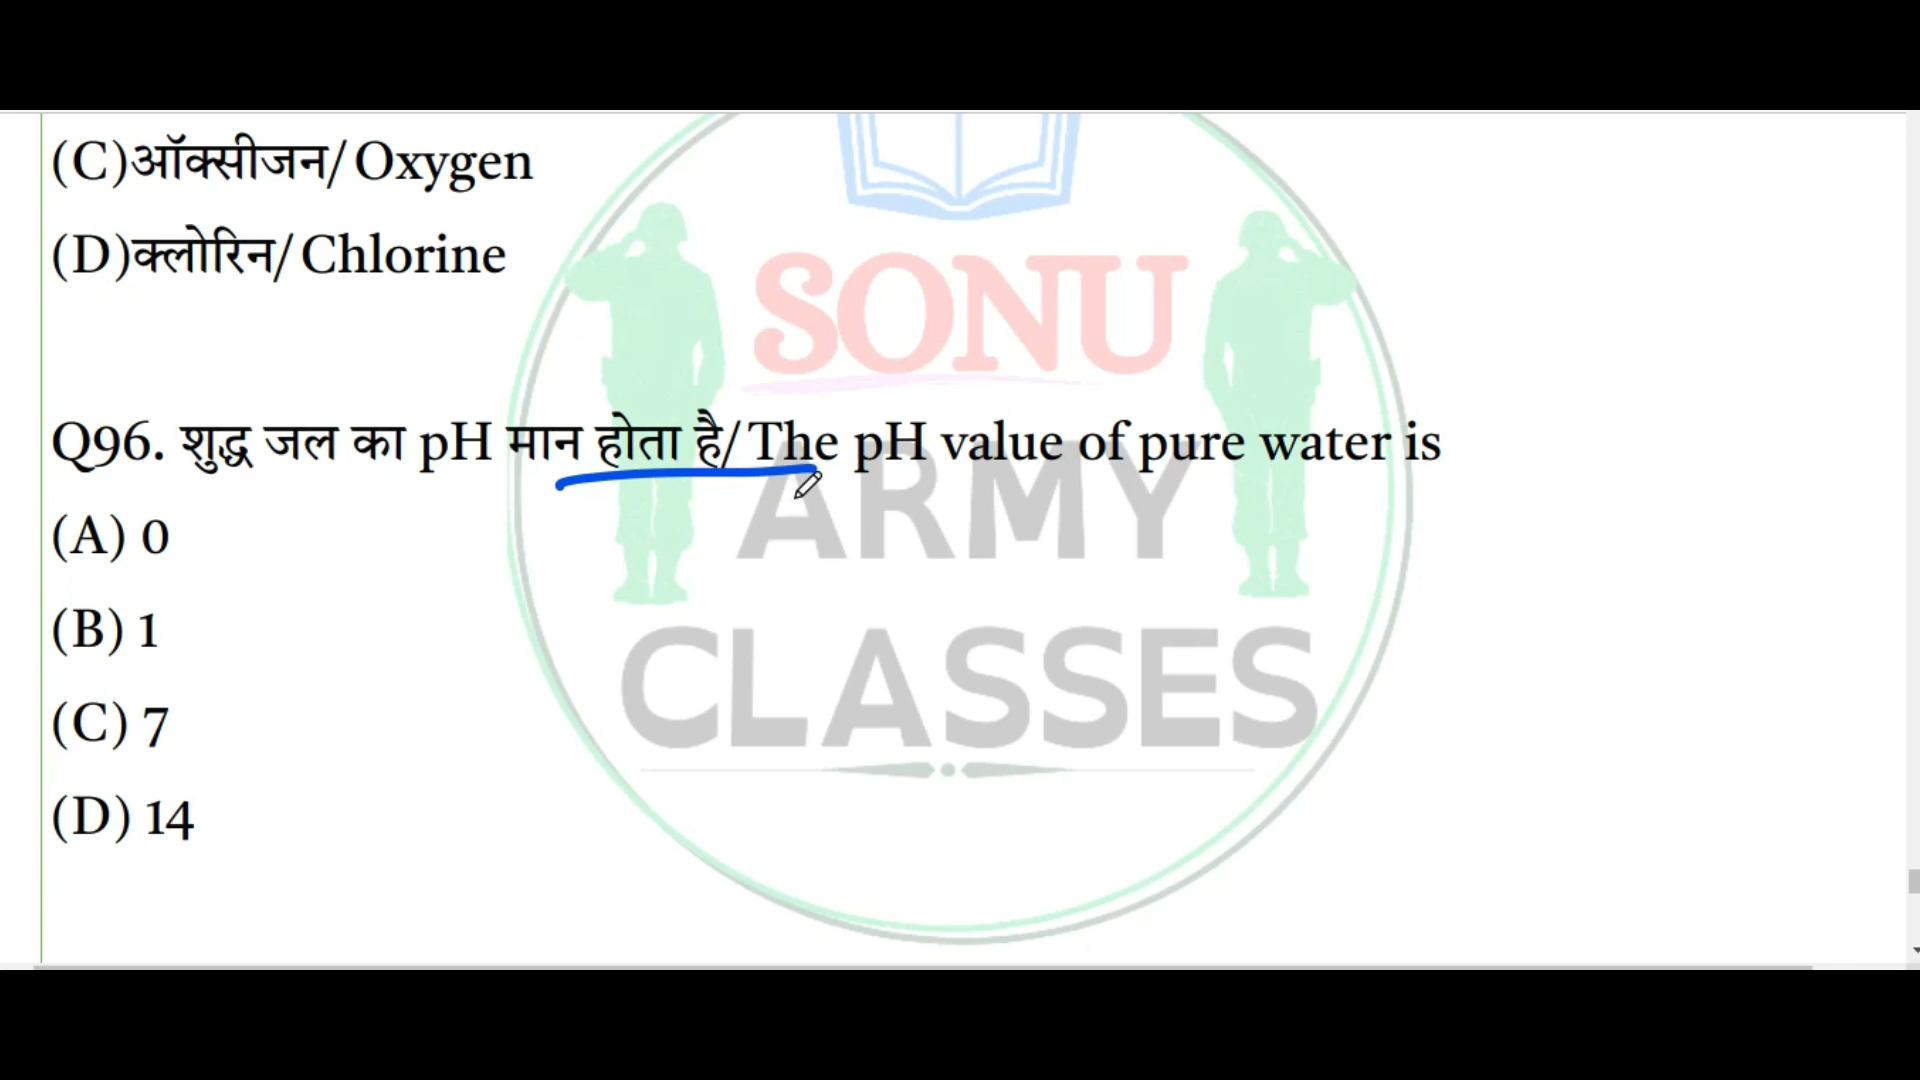 (C)ऑक्सीजन/ Oxygen
(D)क्लोरिन/ Chlorine
SONU
Q96. शुद्ध जल का pH मान होता है/ The pH value of pure water is
ARMY
(A) 0
(B) 1
CLASSES
(C) 7
(D) 14